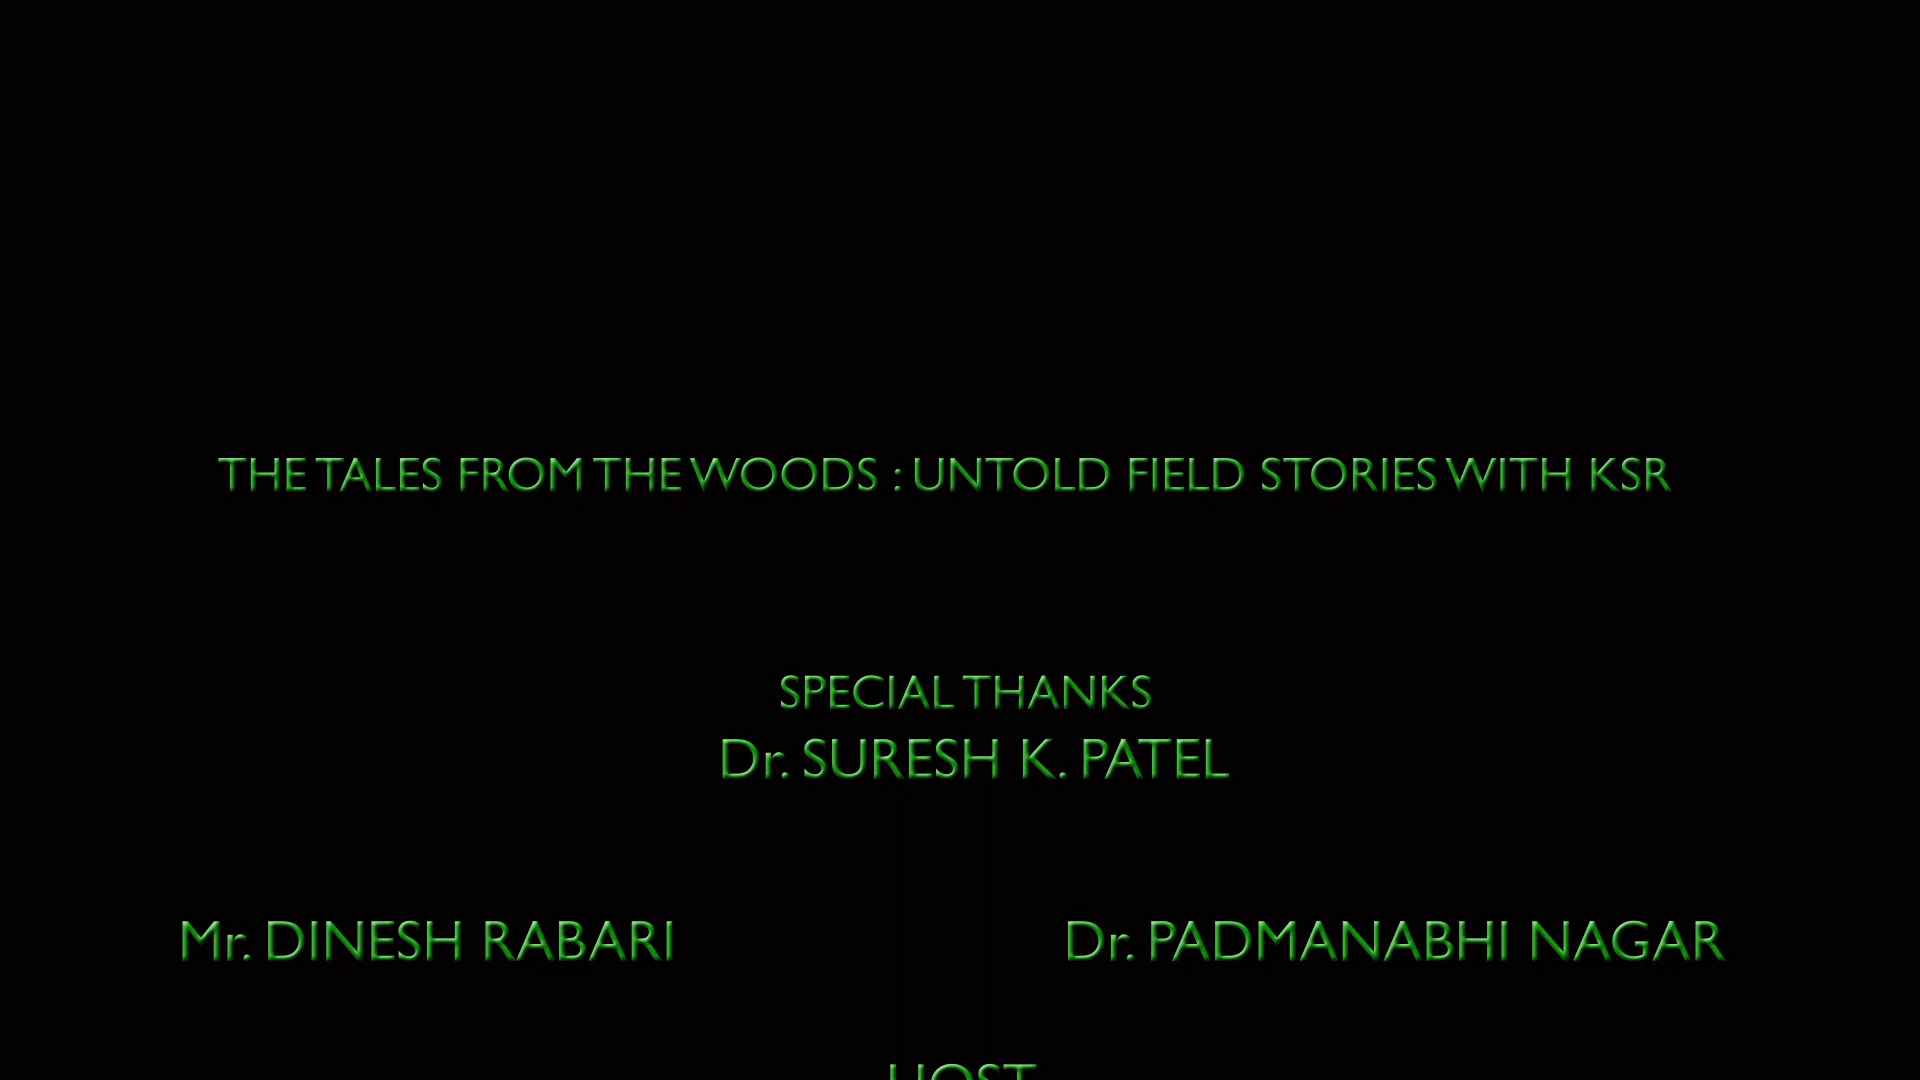 THE TALES FROM THE WOODS : UNTOLD FIELD STORIES WITH KSR
SPECIAL THANKS
Dr. SURESH K. PATEL
Mr. DINESH RABARI
Dr. PADMANABHI NAGAR
HOST